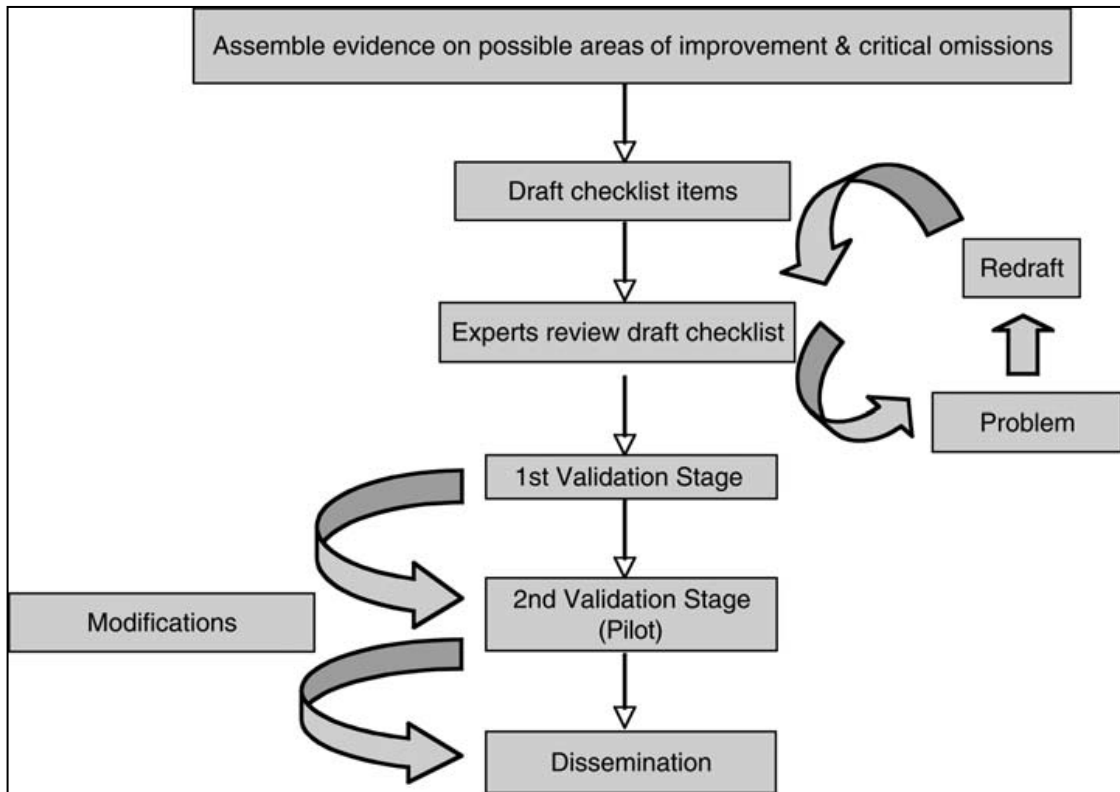 Assemble evidence on possible areas of improvement & critical omissions
Draft checklist items
Redraft
Experts review draft checklist
Problem
1st Validation Stage
2nd Validation Stage
(Pilot)
Modifications
Dissemination